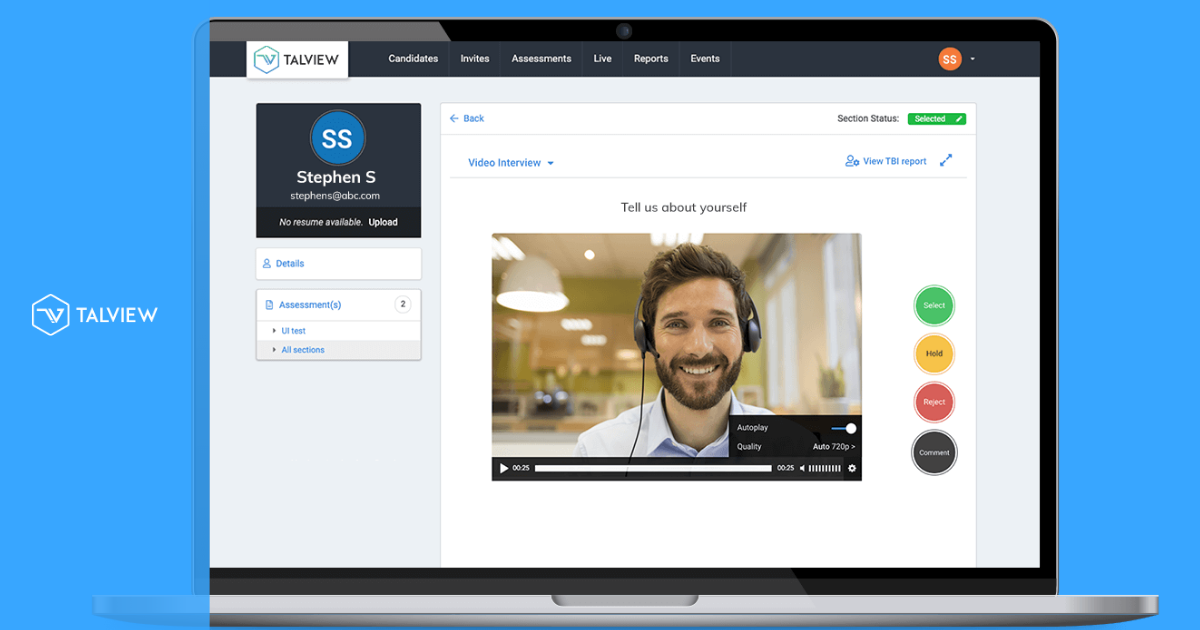 TALVIEW
TALVIEW
Candidates Invites Assessments Live Reports Events
SS
SS
Stephen S
stephens@abc.com
No resume available. Upload
Details
Assessment(s) 2
UI test
All sections
Back
Section Status: Selected
Video Interview
View TBI report
Tell us about yourself
Autoplay
Quality Auto 720p >
00:25 00:25
Select
Hold
Reject
Comment